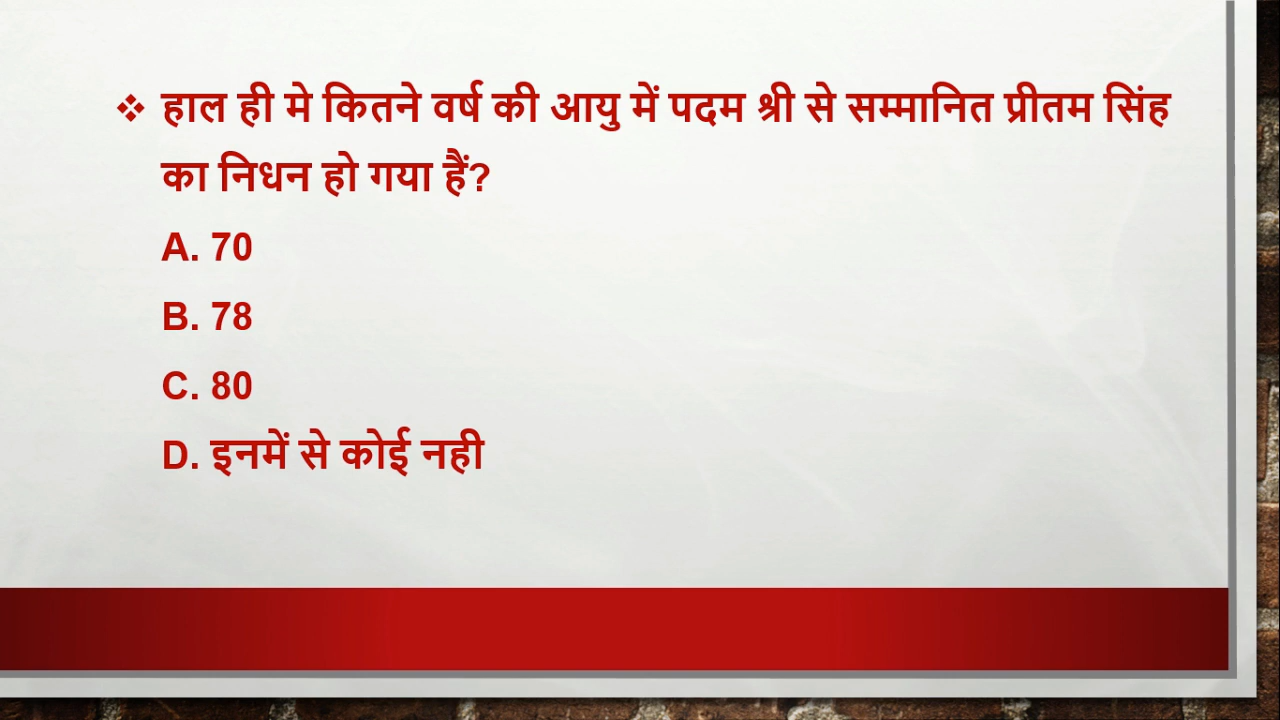 ❖ हाल ही मे कितने वर्ष की आयु में पदम श्री से सम्मानित प्रीतम सिंह
का निधन हो गया हैं?
A. 70
B. 78
C. 80
D. इनमें से कोई नही